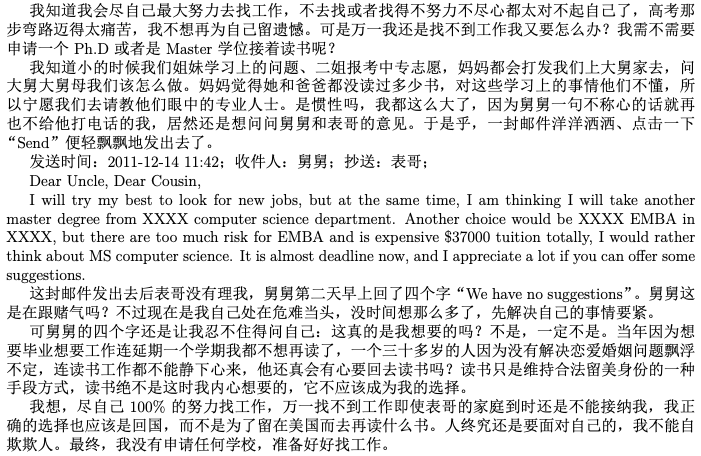 我知道我会尽自己最大努力去找工作，不去找或者找得不努力不尽心都太对不起自己了，高考那
步弯路迈得太痛苦，我不想再为自己留遗憾。可是万一我还是找不到工作我又要怎么办？我需不需要
申请一个 Ph.D 或者是 Master 学位接着读书呢？
我知道小的时候我们姐妹学习上的问题、二姐报考中专志愿，妈妈都会打发我们上大舅家去，问
大舅大舅母我们该怎么做。妈妈觉得她和爸爸都没读过多少书，对这些学习上的事情他们不懂，所
以宁愿我们去请教他们眼中的专业人士。是惯性吗，我都这么大了，因为舅舅一句不称心的话就再
也不给他打电话的我，居然还是想问问舅舅和表哥的意见。于是乎，一封邮件洋洋洒洒、点击一下
“Send”便轻飘飘地发出去了。
发送时间：2011-12-14 11:42；收件人：舅舅；抄送：表哥；
Dear Uncle, Dear Cousin,
I will try my best to look for new jobs, but at the same time, I am thinking I will take another
master degree from XXXX computer science department. Another choice would be XXXX EMBA in
XXXX, but there are too much risk for EMBA and is expensive $37000 tuition totally, I would rather
think about MS computer science. It is almost deadline now, and I appreciate a lot if you can offer some
suggestions.
这封邮件发出去后表哥没有理我，舅舅第二天早上回了四个字“We have no suggestions”。舅舅这
是在跟赌气吗？不过现在是我自己处在危难当头，没时间想那么多了，先解决自己的事情要紧。
可舅舅的四个字还是让我忍不住得问自己：这真的是我想要的吗？不是，一定不是。当年因为想
要毕业想要工作连延期一个学期我都不想再读了，一个三十多岁的人因为没有解决恋爱婚姻问题飘浮
不定，连读书工作都不能静下心来，他还真会有心要回去读书吗？读书只是维持合法留美身份的一种
手段方式，读书绝不是这时我内心想要的，它不应该成为我的选择。
我想，尽自己 100% 的努力找工作，万一找不到工作即使表哥的家庭到时还是不能接纳我，我正
确的选择也应该是回国，而不是为了留在美国而去再读什么书。人终究还是要面对自己的，我不能自
欺欺人。最终，我没有申请任何学校，准备好好找工作。